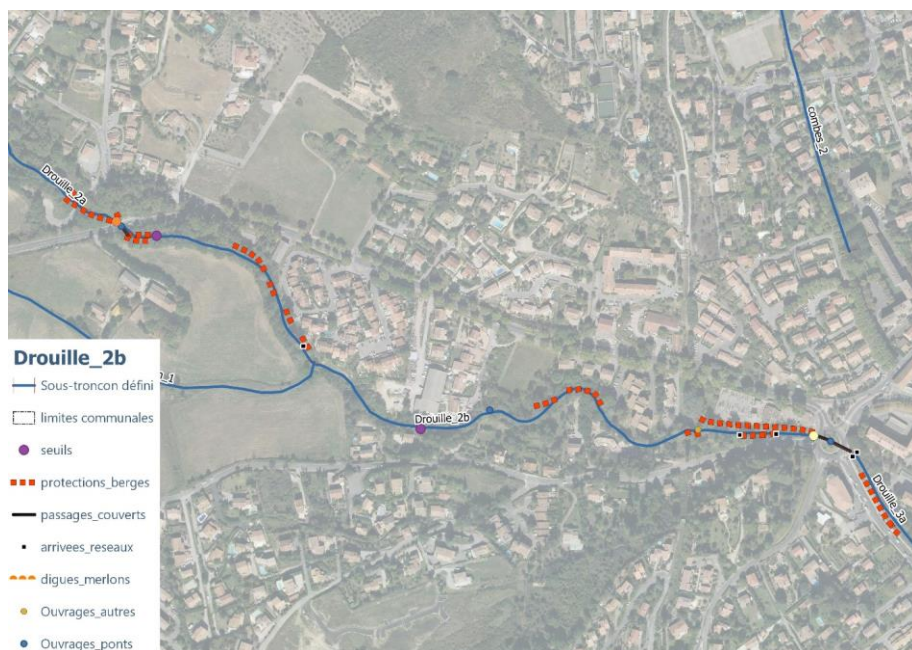 combes_2
Drouille_2a
Drouille_2b
Drouille_3a
Drouille_2b
Sous-troncon défini
limites communales
seuils
protections_berges
passages_couverts
arrivees_reseaux
digues_merlons
Ouvrages_autres
Ouvrages_ponts